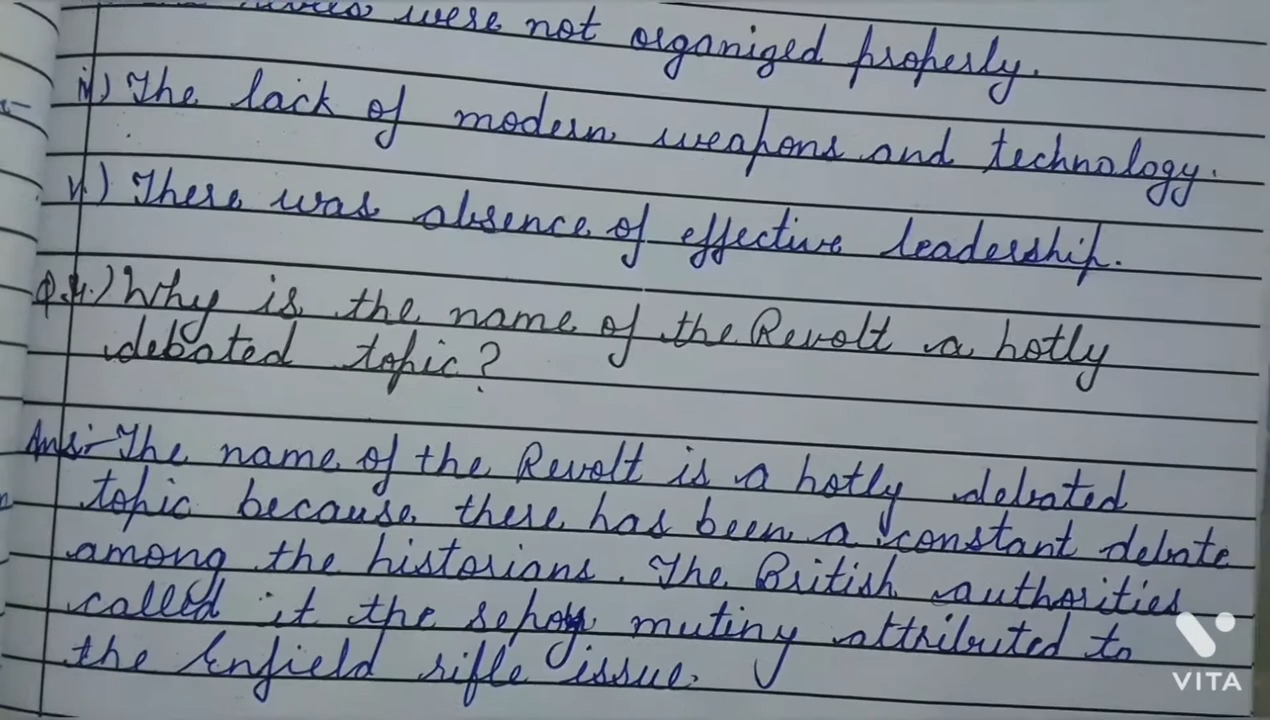 were not organized properly.
iv) The lack of modern weapons and technology.
v) There was absence of effective leadership.
Q.4.) Why is the name of the Revolt a hotly
debated topic?
Ans:- The name of the Revolt is a hotly debated
topic because there has been a constant debate
among the historians. The British authorities
called it the sepoy mutiny attributed to
the Enfield rifle issue.
VITA